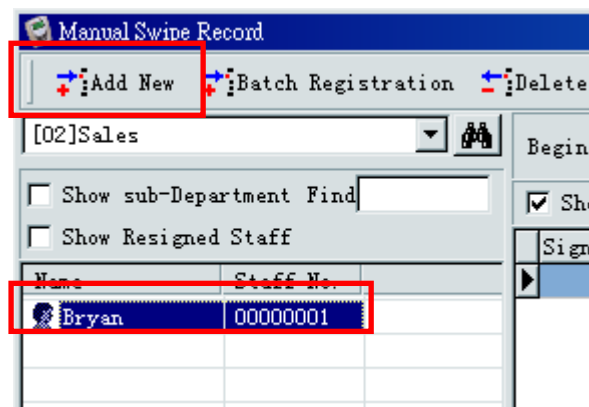 Manual Swipe Record
Add New Batch Registration Delete
[02]Sales
Begin
Show sub-Department Find
Sho
Show Resigned Staff
Sign
Name Staff No.
Bryan 00000001